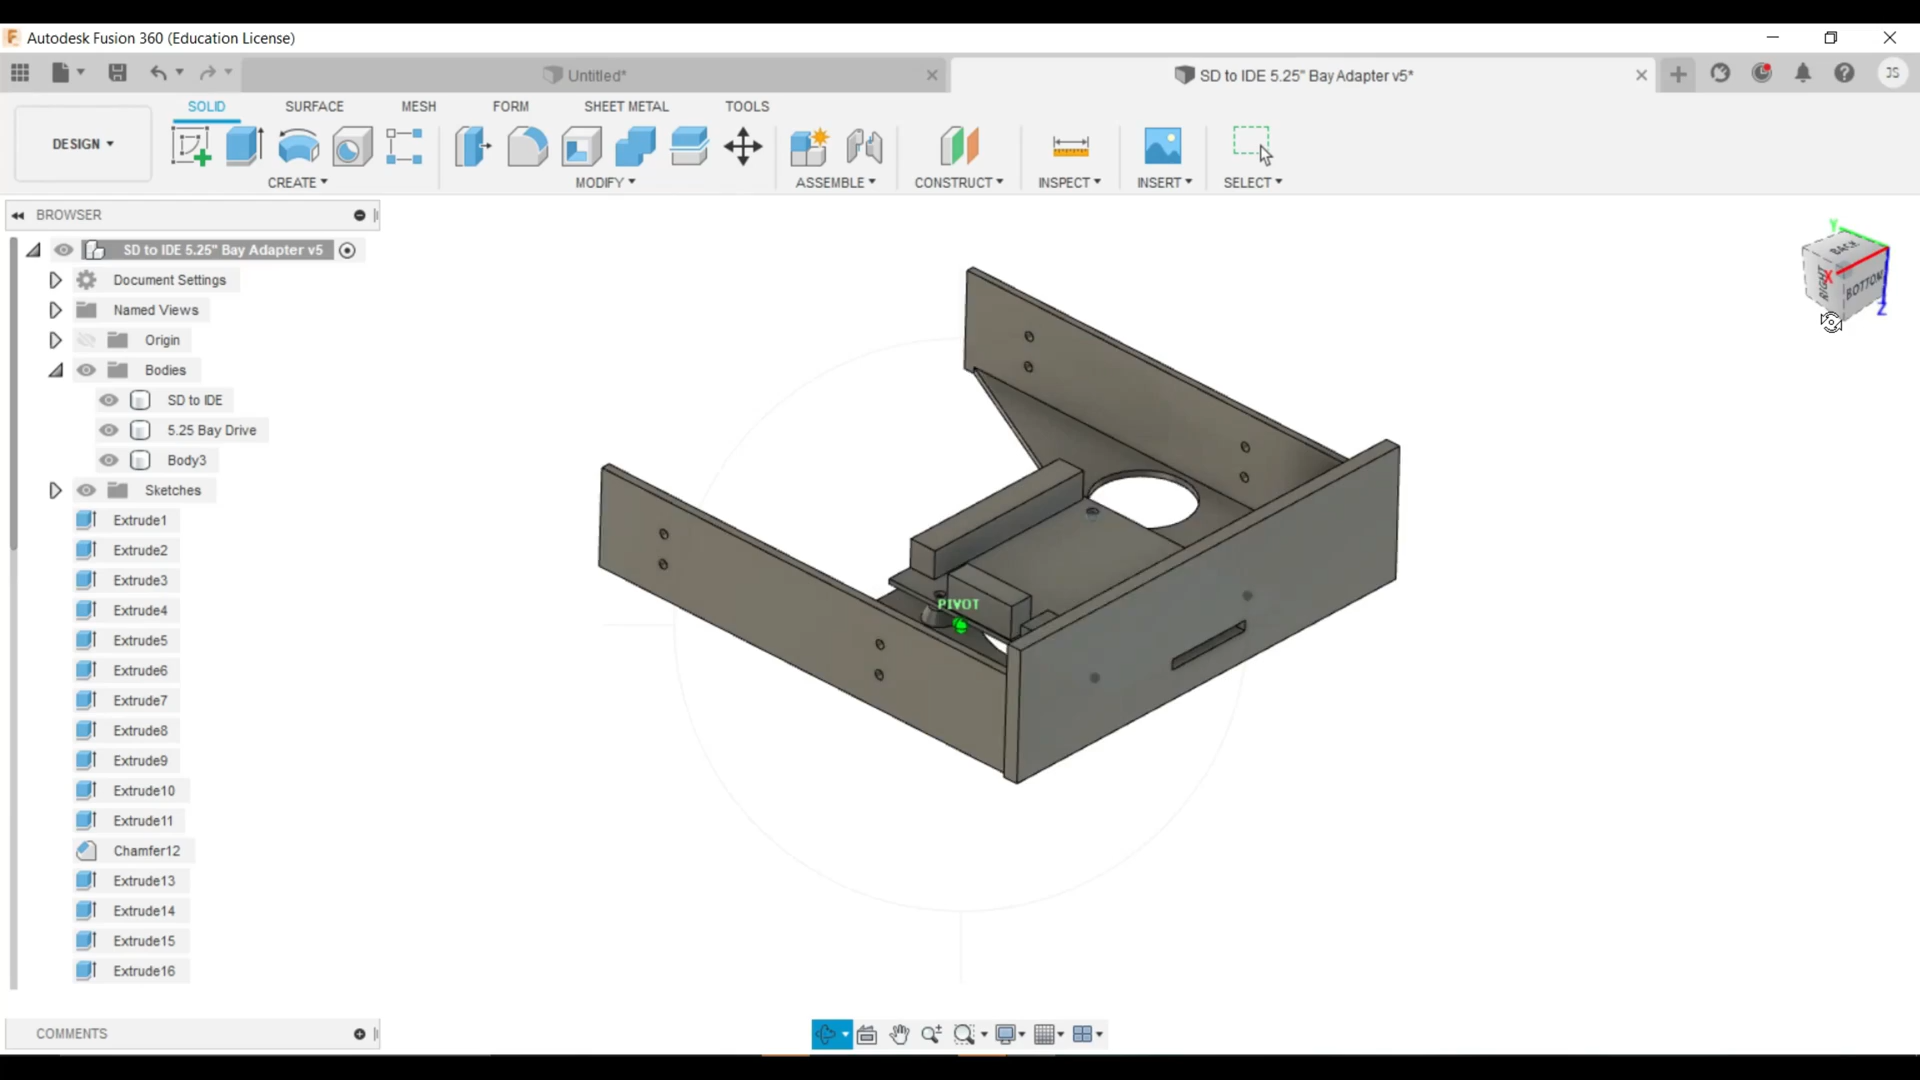 Autodesk Fusion 360 (Education License)
Untitled*
SD to IDE 5.25" Bay Adapter v5*
JS
DESIGN
SOLID SURFACE MESH FORM SHEET METAL TOOLS
CREATE MODIFY ASSEMBLE CONSTRUCT INSPECT INSERT SELECT
BROWSER
SD to IDE 5.25" Bay Adapter v5
Document Settings
Named Views
Origin
Bodies
SD to IDE
5.25 Bay Drive
Body3
Sketches
Extrude1
Extrude2
Extrude3
Extrude4
Extrude5
Extrude6
Extrude7
Extrude8
Extrude9
Extrude10
Extrude11
Chamfer12
Extrude13
Extrude14
Extrude15
Extrude16
PIVOT
Y
BACK
X
RIGHT
BOTTOM
Z
COMMENTS